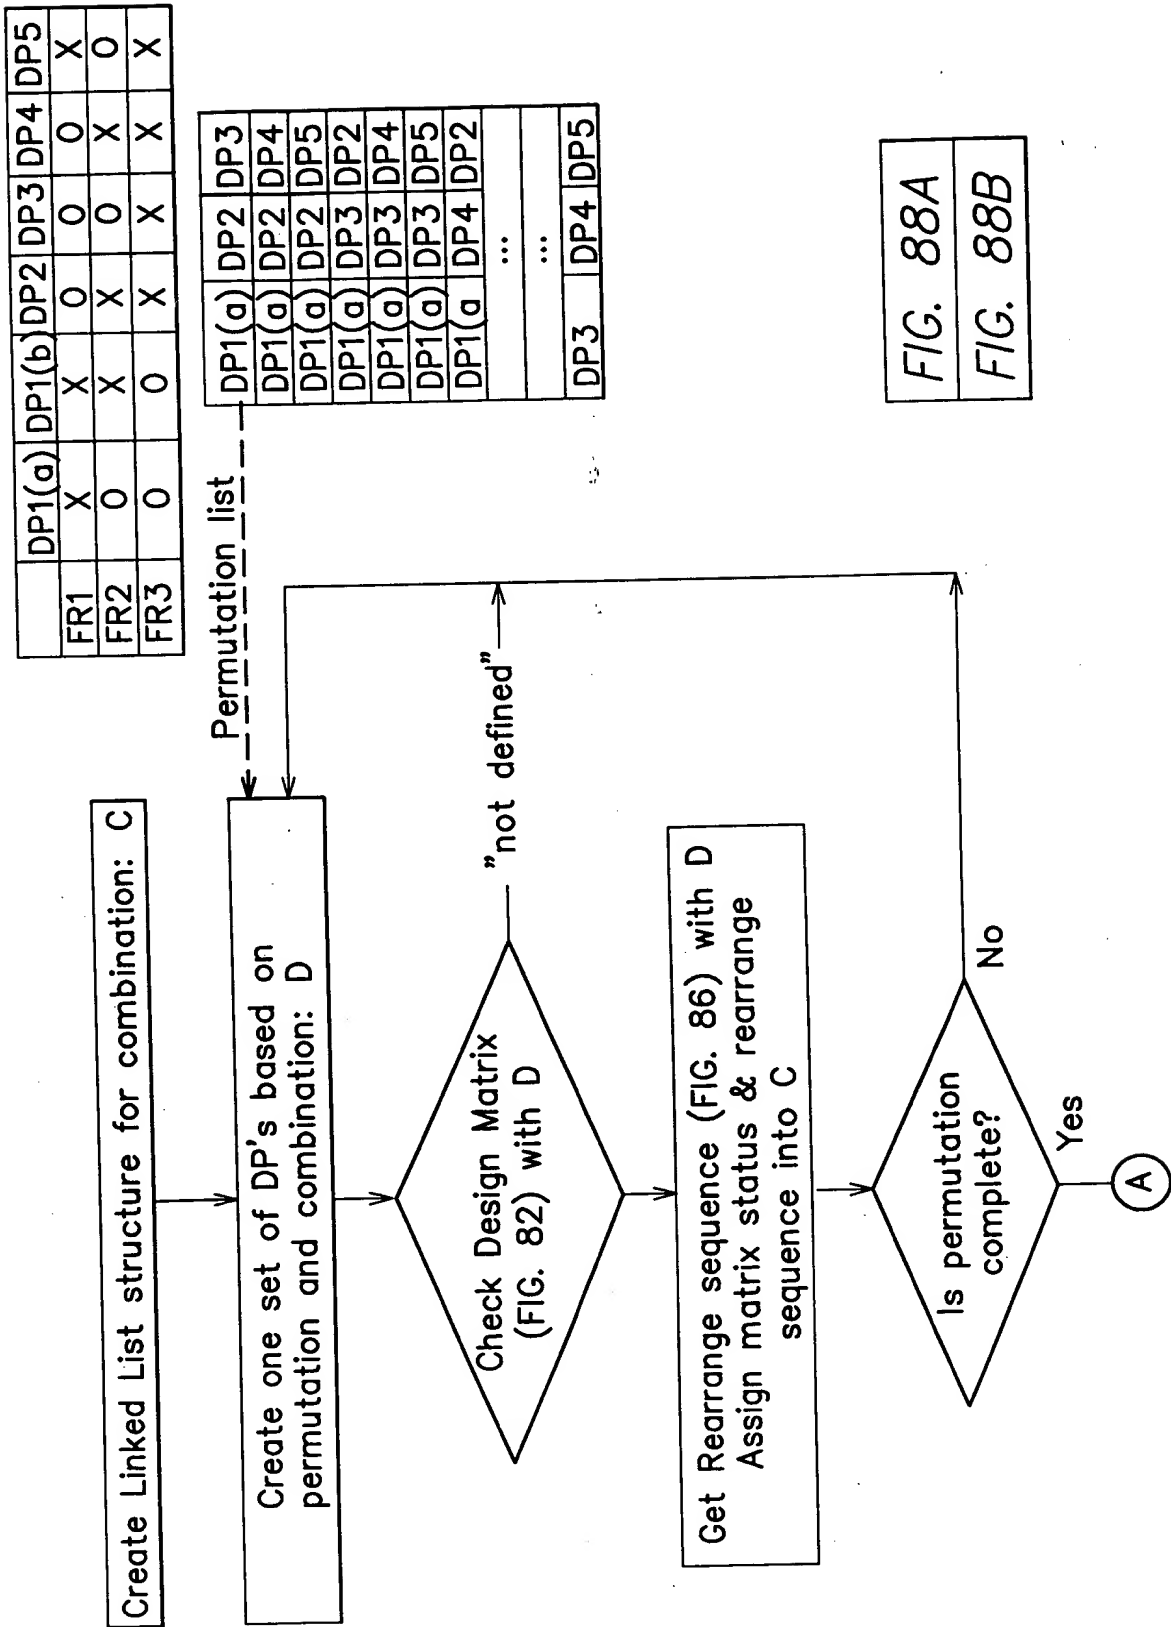 Create Linked List structure for combination: C
Create one set of DP's based on
permutation and combination: D
Permutation list
Check Design Matrix
(FIG. 82) with D
"not defined"
Get Rearrange sequence (FIG. 86) with D
Assign matrix status & rearrange
sequence into C
Is permutation
complete?
No
Yes
A
DP1(a) DP1(b) DP2 DP3 DP4 DP5
FR1 X X O O O X
FR2 O X X O X O
FR3 O O X X X X
DP1(a) DP2 DP3
DP1(a) DP2 DP4
DP1(a) DP2 DP5
DP1(a) DP3 DP2
DP1(a) DP3 DP4
DP1(a) DP3 DP5
DP1(a DP4 DP2
...
...
DP3 DP4 DP5
FIG. 88A
FIG. 88B